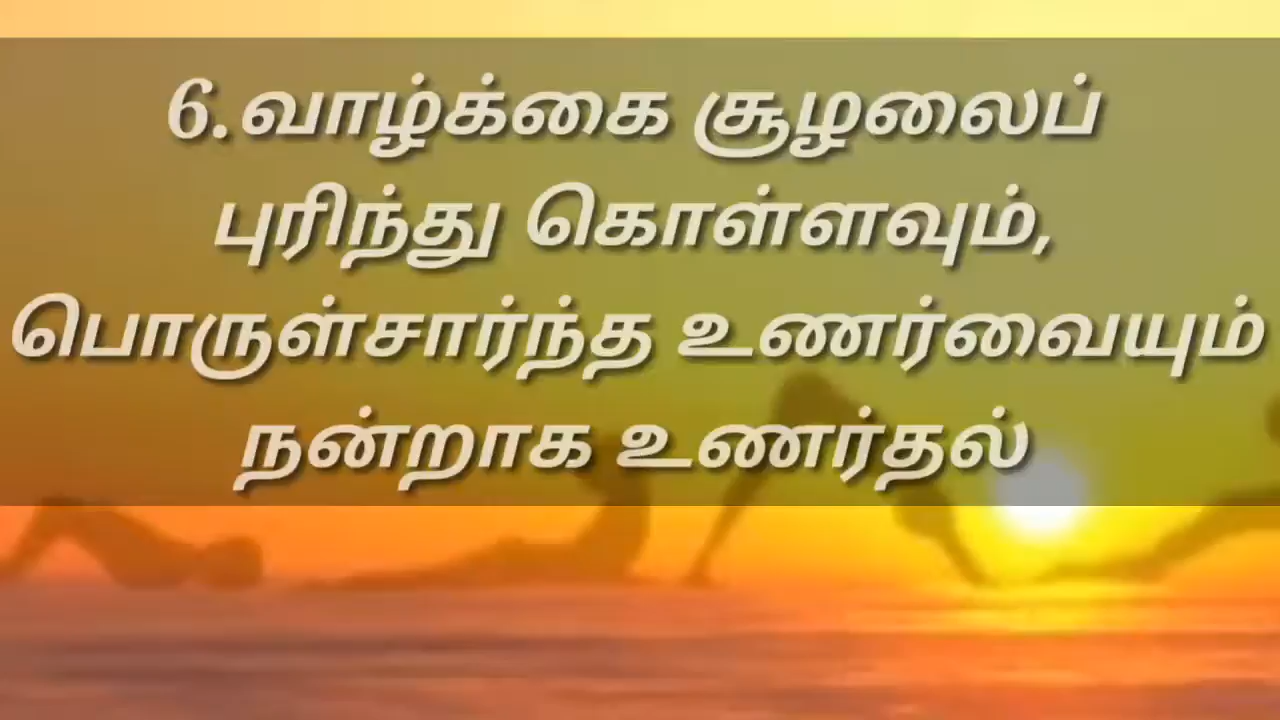 6.வாழ்க்கை சூழலைப்
புரிந்து கொள்ளவும்,
பொருள்சார்ந்த உணர்வையும்
நன்றாக உணர்தல்